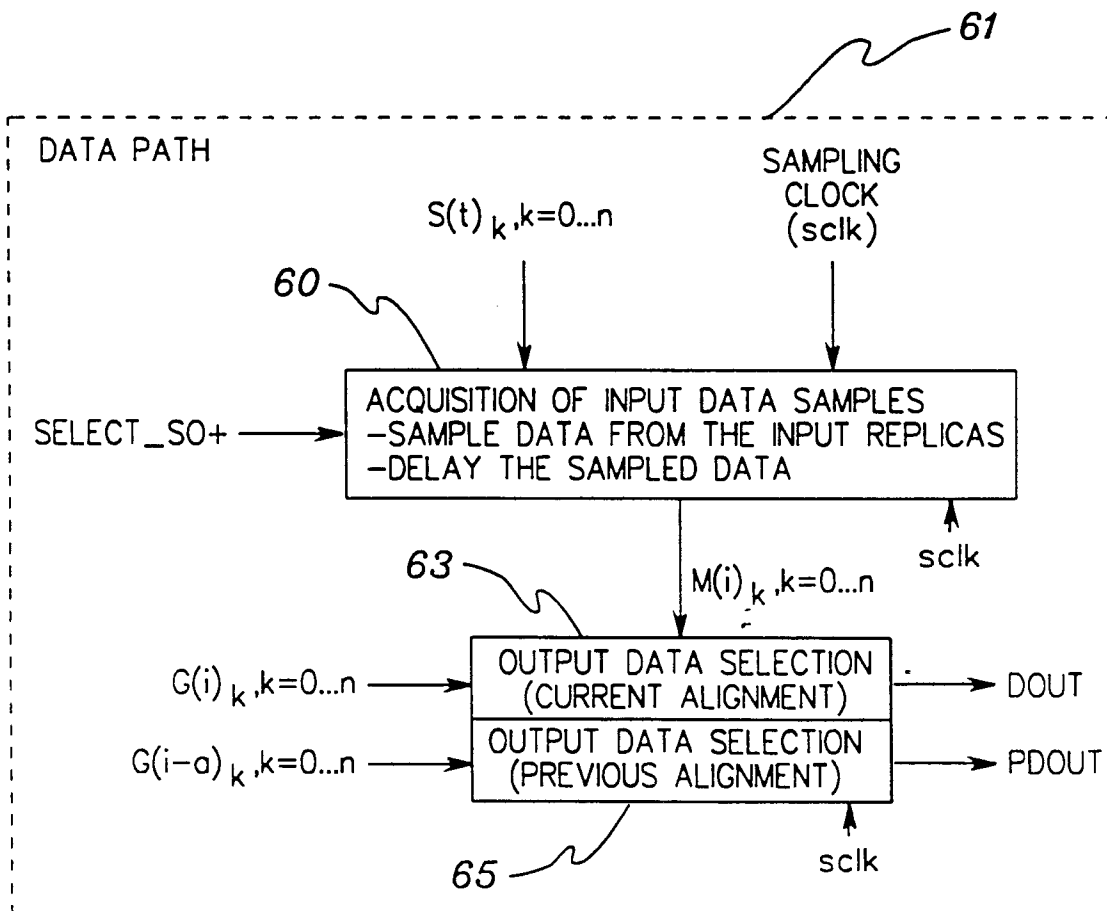 61
DATA PATH
SAMPLING
CLOCK
(sclk)
S(t)k,k=0...n
60
SELECT_SO+
ACQUISITION OF INPUT DATA SAMPLES
-SAMPLE DATA FROM THE INPUT REPLICAS
-DELAY THE SAMPLED DATA
sclk
63
M(i)k,k=0...n
G(i)k,k=0...n
OUTPUT DATA SELECTION
(CURRENT ALIGNMENT)
DOUT
G(i-a)k,k=0...n
OUTPUT DATA SELECTION
(PREVIOUS ALIGNMENT)
PDOUT
sclk
65